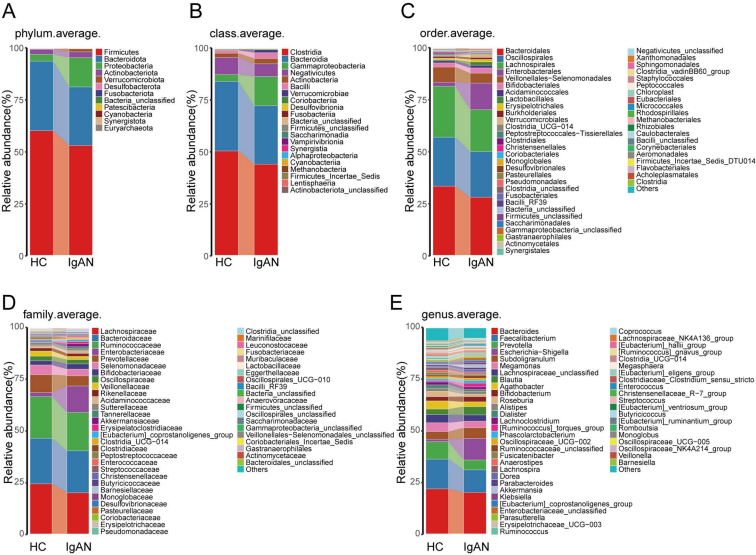 A
phylum.average.
Relative abundance(%)
100
50
0
HC
IgAN
Firmicutes
Bacteroidota
Proteobacteria
Actinobacteriota
Verrucomicrobiota
Desulfobacterota
Fusobacteriota
Bacteria_unclassified
Patescibacteria
Cyanobacteria
Synergistota
Euryarchaeota
B
class.average.
Relative abundance(%)
100
50
0
HC
IgAN
Clostridia
Bacteroidia
Gammaproteobacteria
Negativicutes
Actinobacteria
Bacilli
Verrucomicrobiae
Coriobacteriia
Desulfovibrionia
Fusobacteriia
Bacteria_unclassified
Firmicutes_unclassified
Saccharimonadia
Vampirivibrionia
Synergistia
Alphaproteobacteria
Cyanobacteriia
Methanobacteria
Firmicutes_Incertae_Sedis
Lentisphaeria
Actinobacteriota_unclassified
C
order.average.
Relative abundance(%)
100
50
0
HC
IgAN
Bacteroidales
Oscillospirales
Lachnospirales
Enterobacterales
Veillonellales-Selenomonadales
Acidaminococcales
Lactobacillales
Erysipelotrichales
Burkholderiales
Verrucomicrobiales
Clostridia_UCG-014
Peptostreptococcales-Tissierellales
Clostridiales
Christensenellales
Coriobacteriales
Monoglobales
Desulfovibrionales
Pasteurellales
Pseudomonadales
Clostridia_unclassified
Fusobacteriales
Bacilli_RF39
Bacteria_unclassified
Firmicutes_unclassified
Saccharimonadales
Gammaproteobacteria_unclassified
Gastranaerophilales
Actinomycetales
Synergistales
Negativicutes_unclassified
Xanthomonadales
Sphingomonadales
Clostridia_vadinBB60_group
Staphylococcales
Peptococcales
Chloroplast
Eubacteriales
Micrococcales
Rhodospirillales
Methanobacteriales
Rhizobiales
Caulobacterales
Bacilli_unclassified
Corynebacteriales
Aeromonadales
Firmicutes_Incertae_Sedis_DTU014
Flavobacteriales
Acholeplasmatales
Clostridia
Others
D
family.average.
Relative abundance(%)
100
50
0
HC
IgAN
Lachnospiraceae
Bacteroidaceae
Ruminococcaceae
Enterobacteriaceae
Prevotellaceae
Selenomonadaceae
Bifidobacteriaceae
Oscillospiraceae
Veillonellaceae
Rikenellaceae
Acidaminococcaceae
Sutterellaceae
Tannerellaceae
Akkermansiaceae
Erysipelatoclostridiaceae
[Eubacterium]_coprostanoligenes_group
Clostridia_UCG-014
Clostridiaceae
Peptostreptococcaceae
Enterococcaceae
Streptococcaceae
Christensenellaceae
Butyricicoccaceae
Barnesiellaceae
Monoglobaceae
Desulfovibrionaceae
Pasteurellaceae
Coriobacteriaceae
Erysipelotrichaceae
Pseudomonadaceae
Clostridia_unclassified
Marinifilaceae
Leuconostocaceae
Fusobacteriaceae
Muribaculaceae
Lactobacillaceae
Eggerthellaceae
Oscillospirales_UCG-010
Bacilli_RF39
Bacteria_unclassified
Anaerovoracaceae
Firmicutes_unclassified
Oscillospirales_unclassified
Saccharimonadaceae
Gammaproteobacteria_unclassified
Veillonellales-Selenomonadales_unclassified
Coriobacteriales_Incertae_Sedis
Gastranaerophilales
Actinomycetaceae
Bacteroidales_unclassified
Others
E
genus.average.
Relative abundance(%)
100
50
0
HC
IgAN
Bacteroides
Faecalibacterium
Prevotella
Escherichia-Shigella
Subdoligranulum
Megamonas
Lachnospiraceae_unclassified
Blautia
Agathobacter
Bifidobacterium
Roseburia
Alistipes
Dialister
Lachnoclostridium
[Ruminococcus]_torques_group
Phascolarctobacterium
Oscillospiraceae_UCG-002
Ruminococcaceae_unclassified
Fusicatenibacter
Anaerostipes
Lachnospira
Dorea
Parabacteroides
Akkermansia
Klebsiella
[Eubacterium]_coprostanoligenes_group
Enterobacteriaceae_unclassified
Parasutterella
Erysipelotrichaceae_UCG-003
Ruminococcus
Coprococcus
Lachnospiraceae_NK4A136_group
[Eubacterium]_hallii_group
[Ruminococcus]_gnavus_group
Clostridia_UCG-014
Megasphaera
[Eubacterium]_eligens_group
Clostridiaceae_Clostridium_sensu_stricto
Enterococcus
Christensenellaceae_R-7_group
Streptococcus
[Eubacterium]_ventriosum_group
Butyricicoccus
[Eubacterium]_ruminantium_group
Romboutsia
Monoglobus
Oscillospiraceae_UCG-005
Oscillospiraceae_NK4A214_group
Veillonella
Barnesiella
Others